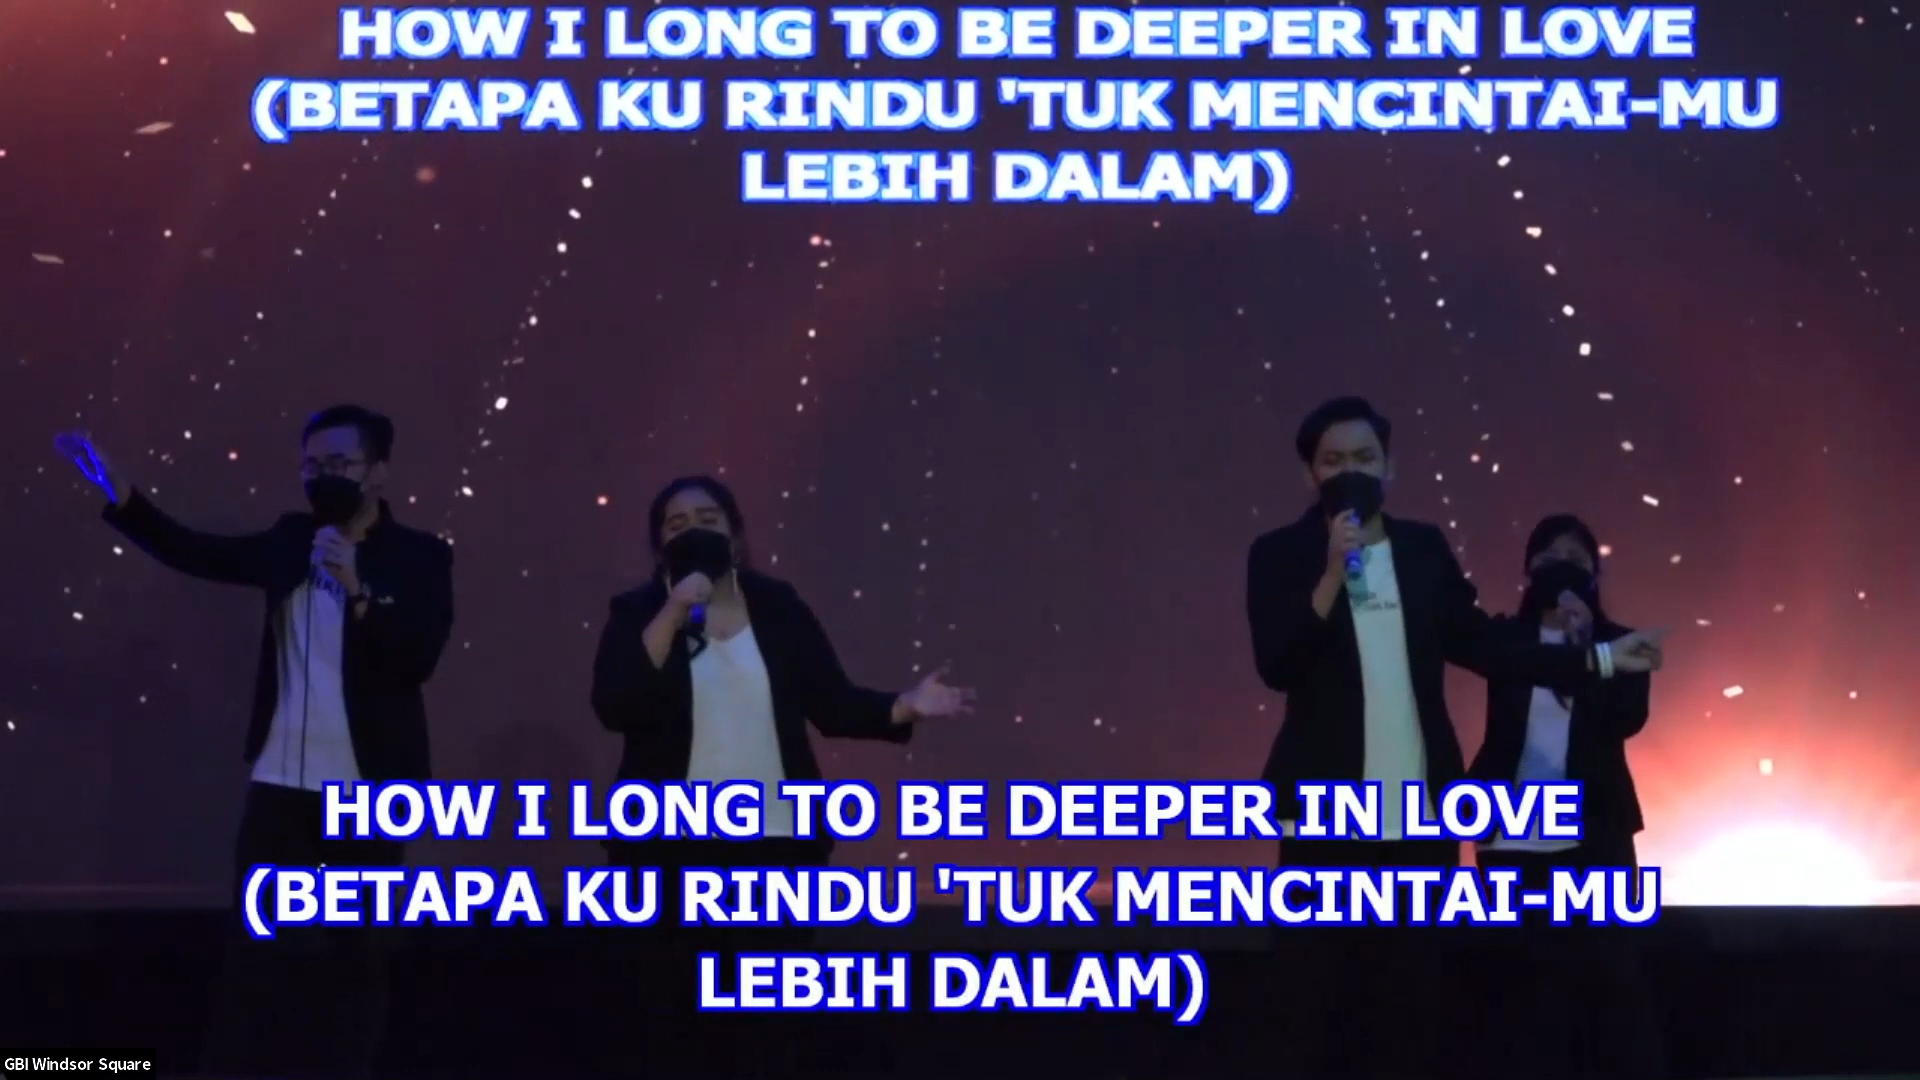 HOW I LONG TO BE DEEPER IN LOVE
(BETAPA KU RINDU 'TUK MENCINTAI-MU
LEBIH DALAM)
HOW I LONG TO BE DEEPER IN LOVE
(BETAPA KU RINDU 'TUK MENCINTAI-MU
LEBIH DALAM)
GBI Windsor Square